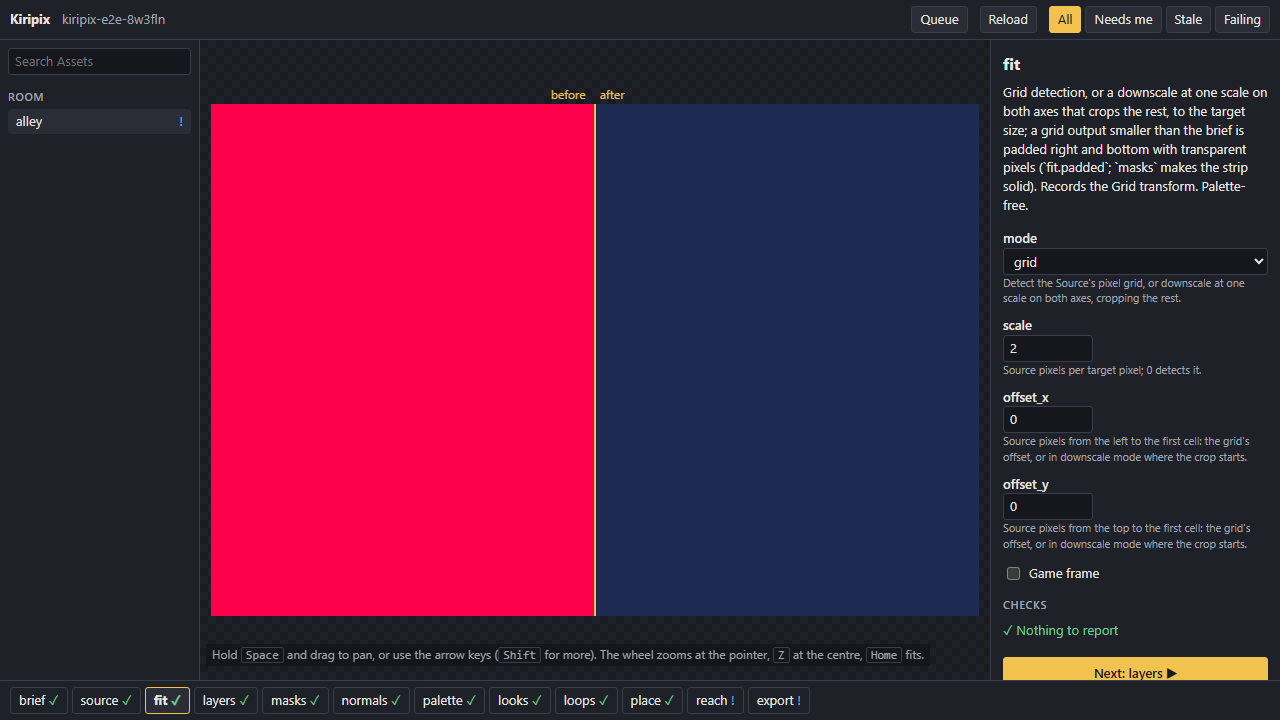 Kiripix kiripix-e2e-8w3fln Queue Reload All Needs me Stale Failing
Search Assets
ROOM
alley !
before after
fit
Grid detection, or a downscale at one scale on
both axes that crops the rest, to the target
size; a grid output smaller than the brief is
padded right and bottom with transparent
pixels (`fit.padded`; `masks` makes the strip
solid). Records the Grid transform. Palette-
free.
mode
grid
Detect the Source's pixel grid, or downscale at one
scale on both axes, cropping the rest.
scale
2
Source pixels per target pixel; 0 detects it.
offset_x
0
Source pixels from the left to the first cell: the grid's
offset, or in downscale mode where the crop starts.
offset_y
0
Source pixels from the top to the first cell: the grid's
offset, or in downscale mode where the crop starts.
Game frame
CHECKS
✓ Nothing to report
Next: layers ▶
Hold Space and drag to pan, or use the arrow keys (Shift for more). The wheel zooms at the pointer, Z at the centre, Home fits.
brief ✓ source ✓ fit ✓ layers ✓ masks ✓ normals ✓ palette ✓ looks ✓ loops ✓ place ✓ reach ! export !